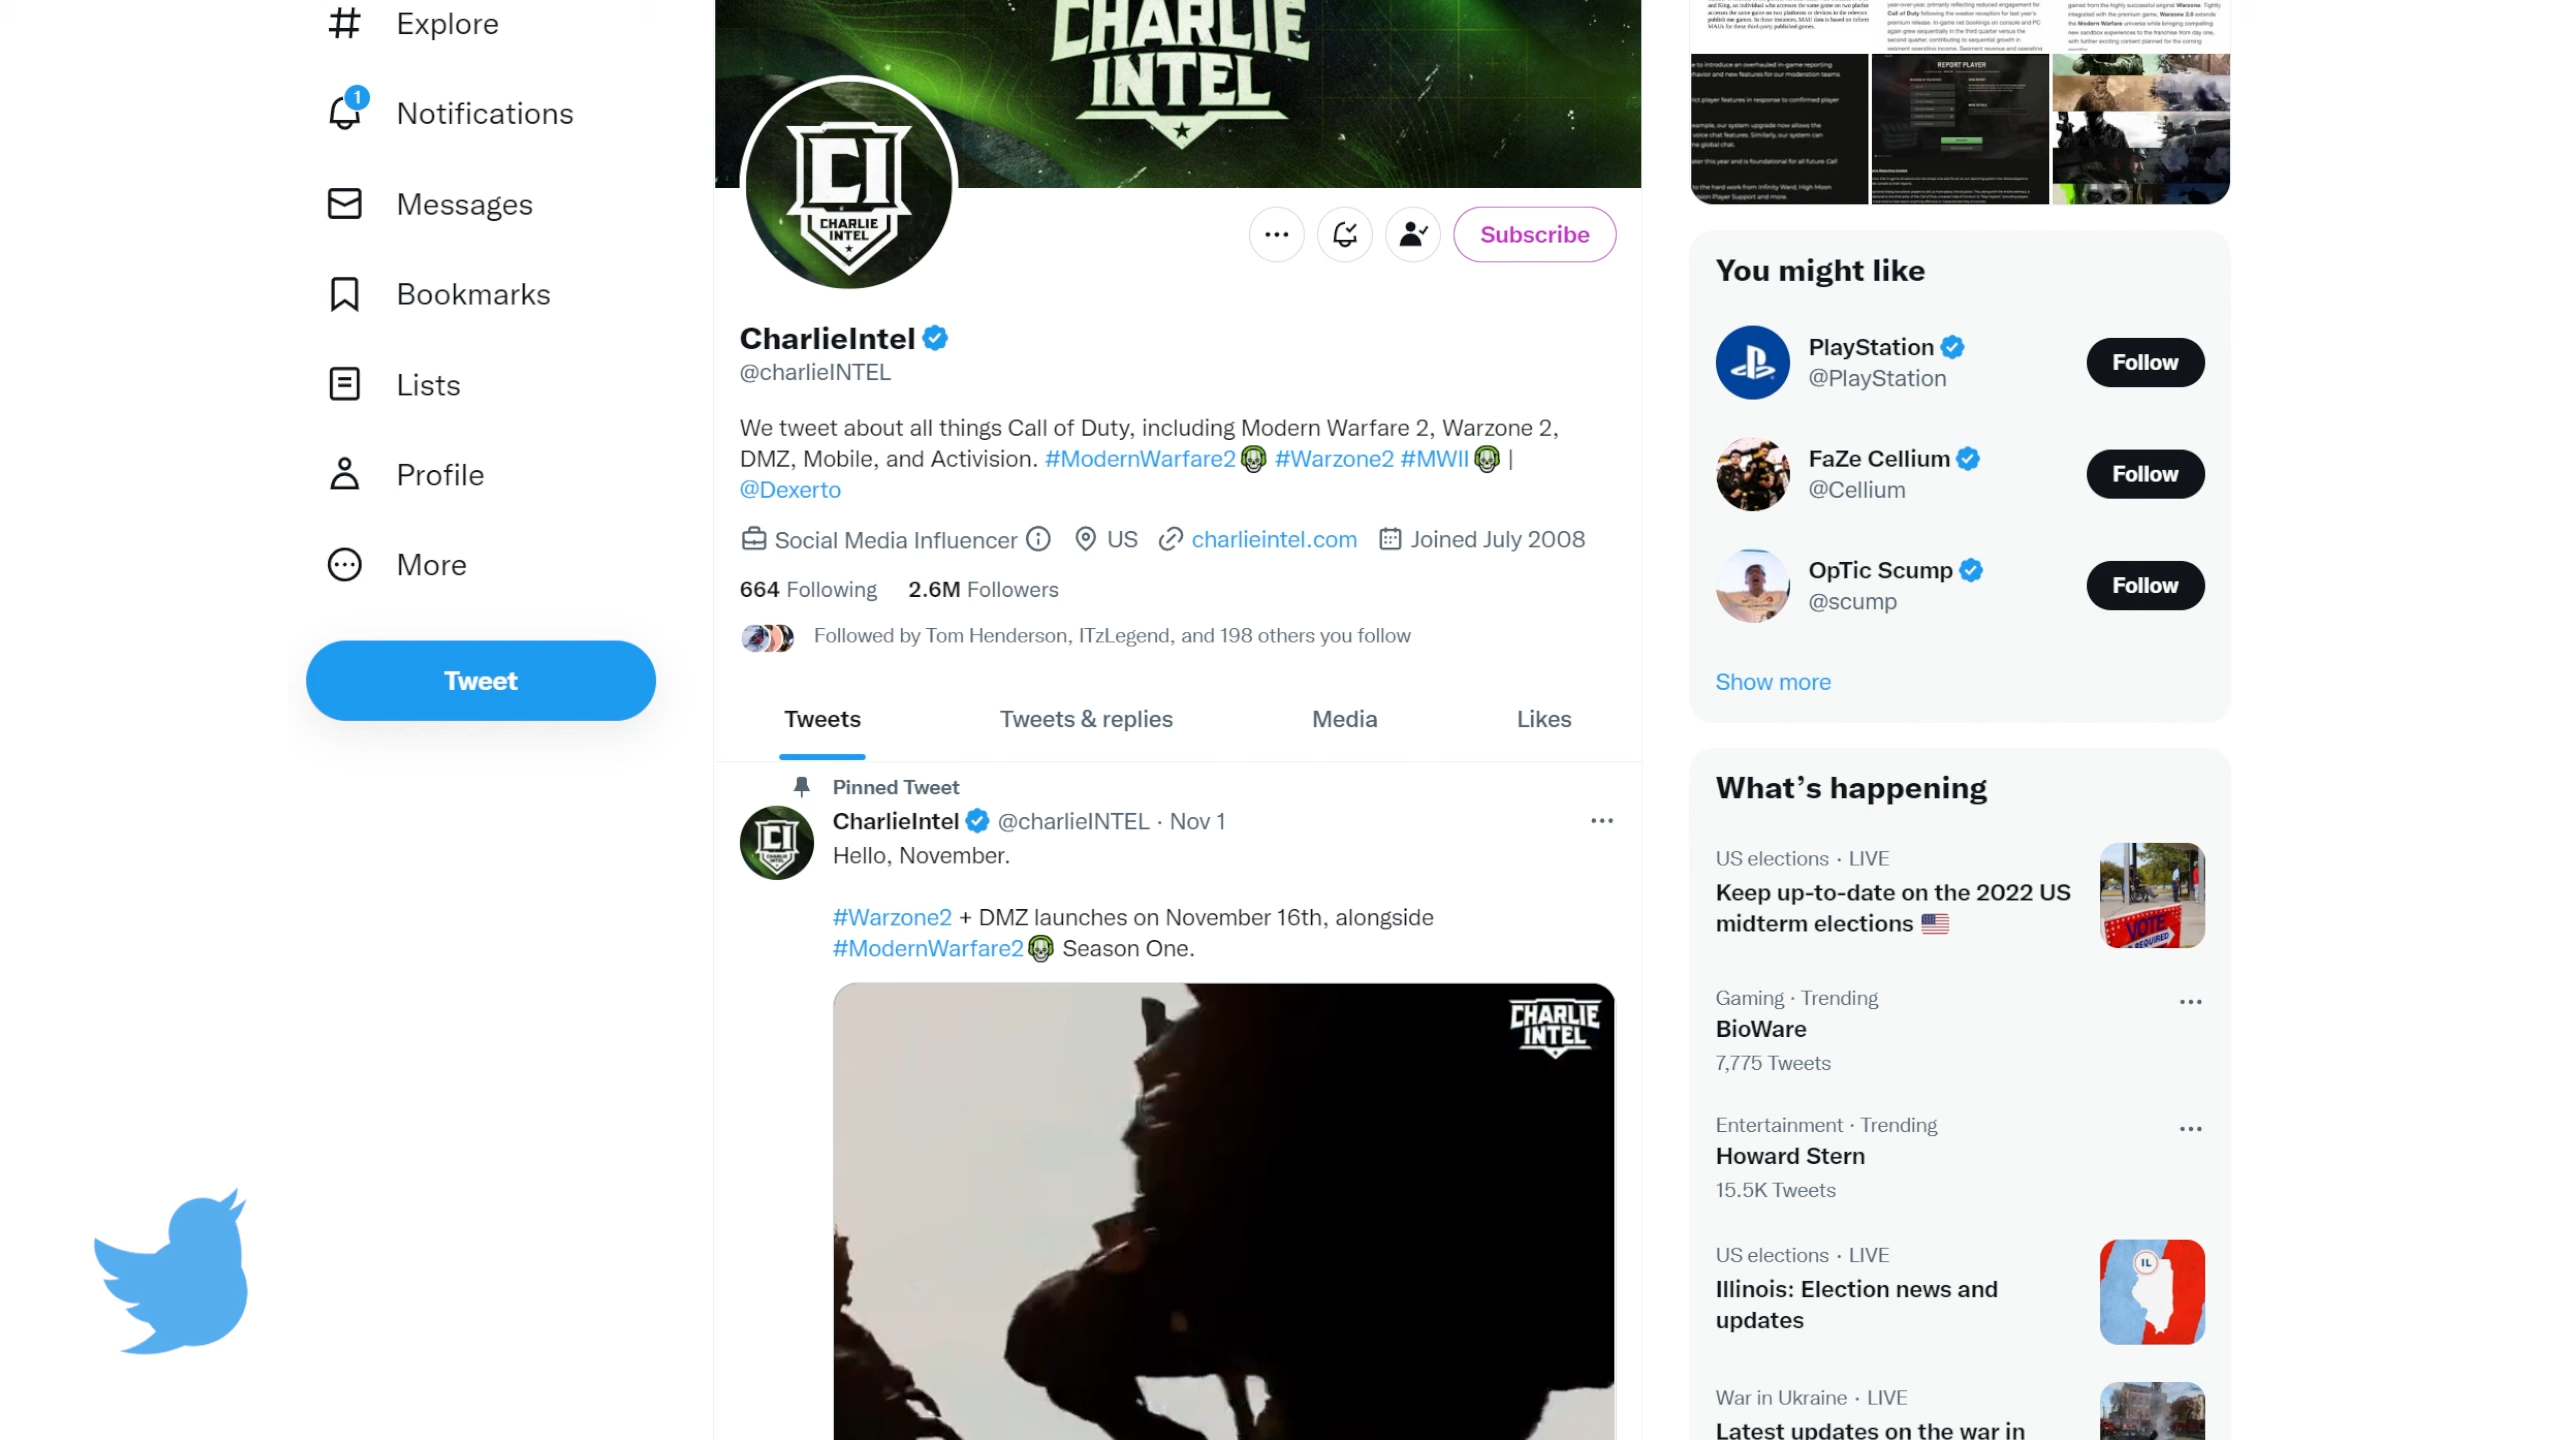 Explore
1
Notifications
Messages
Bookmarks
Lists
Profile
More
Tweet
CHARLIE
INTEL
CI
CHARLIE
INTEL
Subscribe
CharlieIntel
@charlieINTEL
We tweet about all things Call of Duty, including Modern Warfare 2, Warzone 2,
DMZ, Mobile, and Activision. #ModernWarfare2 #Warzone2 #MWII |
@Dexerto
Social Media Influencer US charlieintel.com Joined July 2008
664 Following 2.6M Followers
Followed by Tom Henderson, ITzLegend, and 198 others you follow
Tweets Tweets & replies Media Likes
Pinned Tweet
CharlieIntel @charlieINTEL · Nov 1
Hello, November.
#Warzone2 + DMZ launches on November 16th, alongside
#ModernWarfare2 Season One.
CHARLIE
INTEL
REPORT PLAYER
You might like
PlayStation
@PlayStation
Follow
FaZe Cellium
@Cellium
Follow
OpTic Scump
@scump
Follow
Show more
What's happening
US elections · LIVE
Keep up-to-date on the 2022 US
midterm elections
VOTE
REQUIRED
Gaming · Trending
BioWare
7,775 Tweets
Entertainment · Trending
Howard Stern
15.5K Tweets
US elections · LIVE
Illinois: Election news and
updates
IL
War in Ukraine · LIVE
Latest updates on the war in